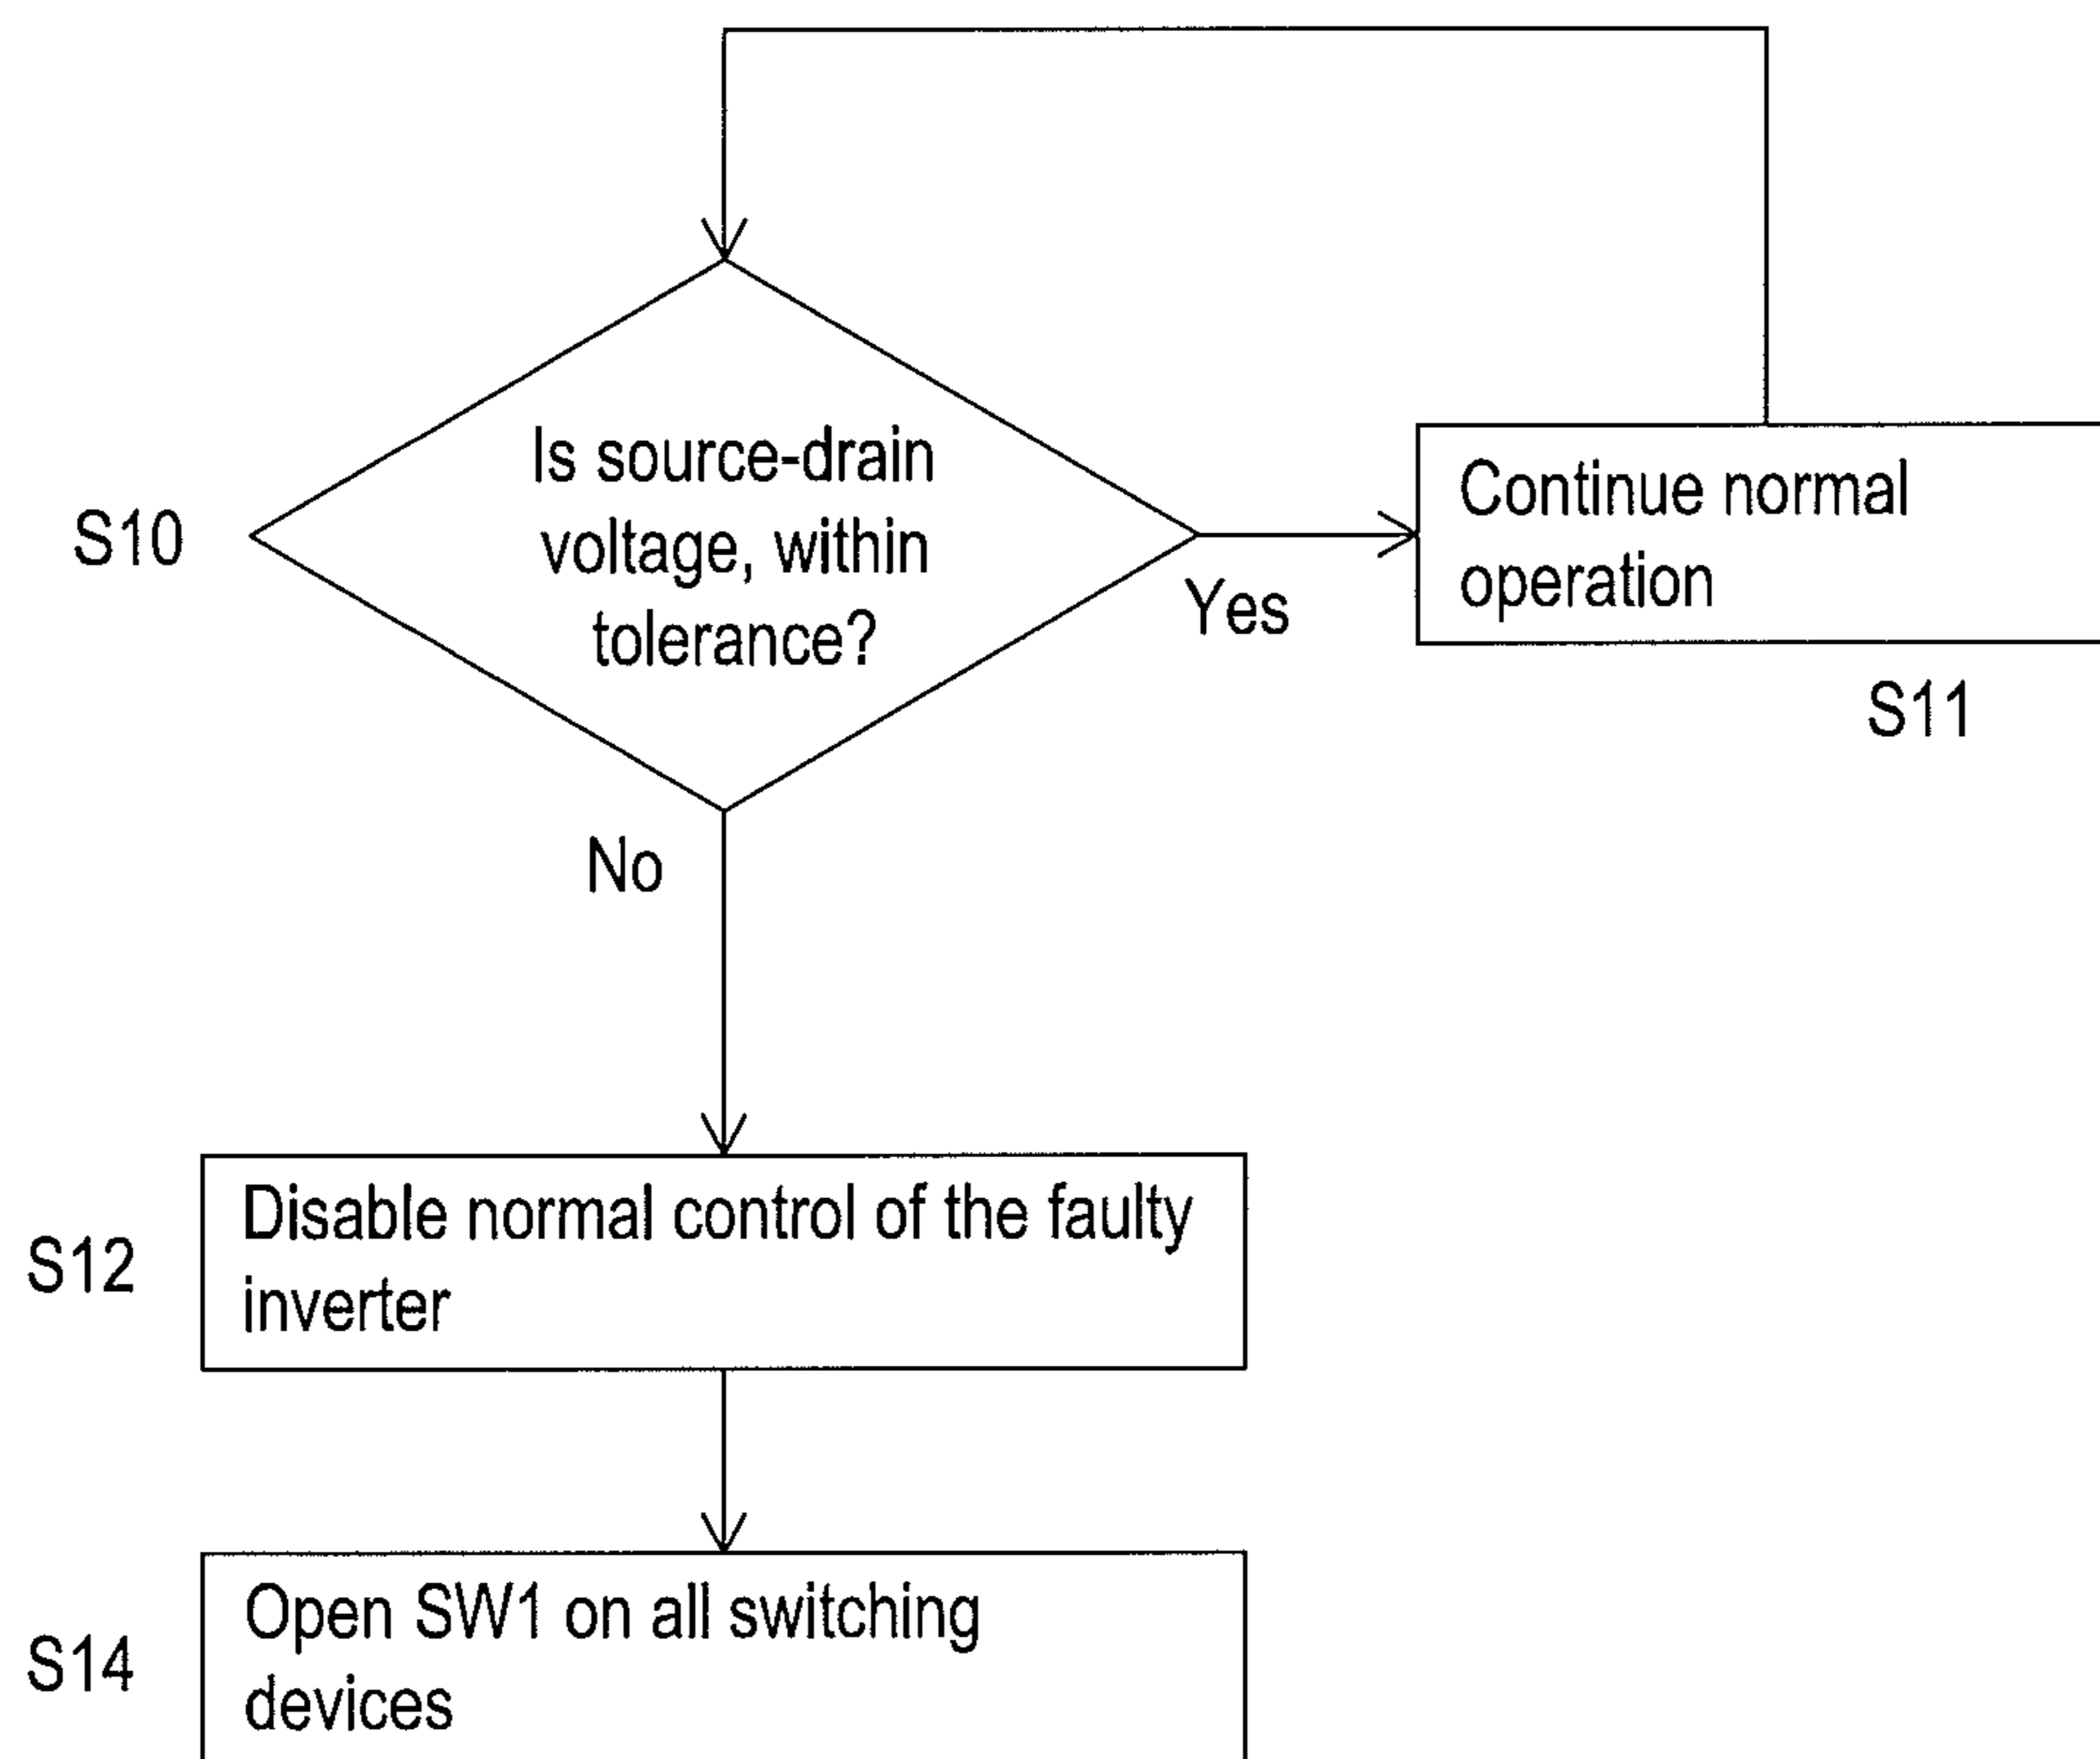 Is source-drain
voltage, within
tolerance?
S10
Yes
Continue normal
operation
S11
No
Disable normal control of the faulty
inverter
S12
Open SW1 on all switching
devices
S14